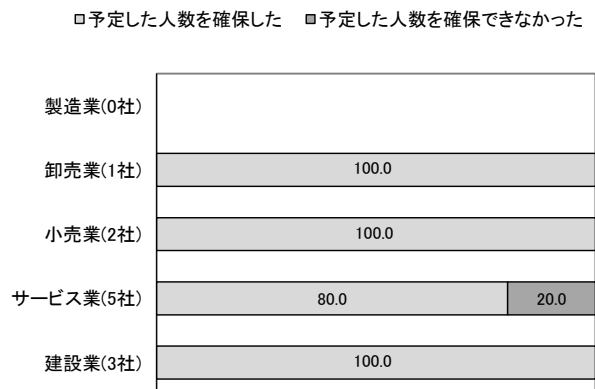 □予定した人数を確保した ■予定した人数を確保できなかった
製造業(0社)
卸売業(1社) 100.0
小売業(2社) 100.0
サービス業(5社) 80.0 20.0
建設業(3社) 100.0